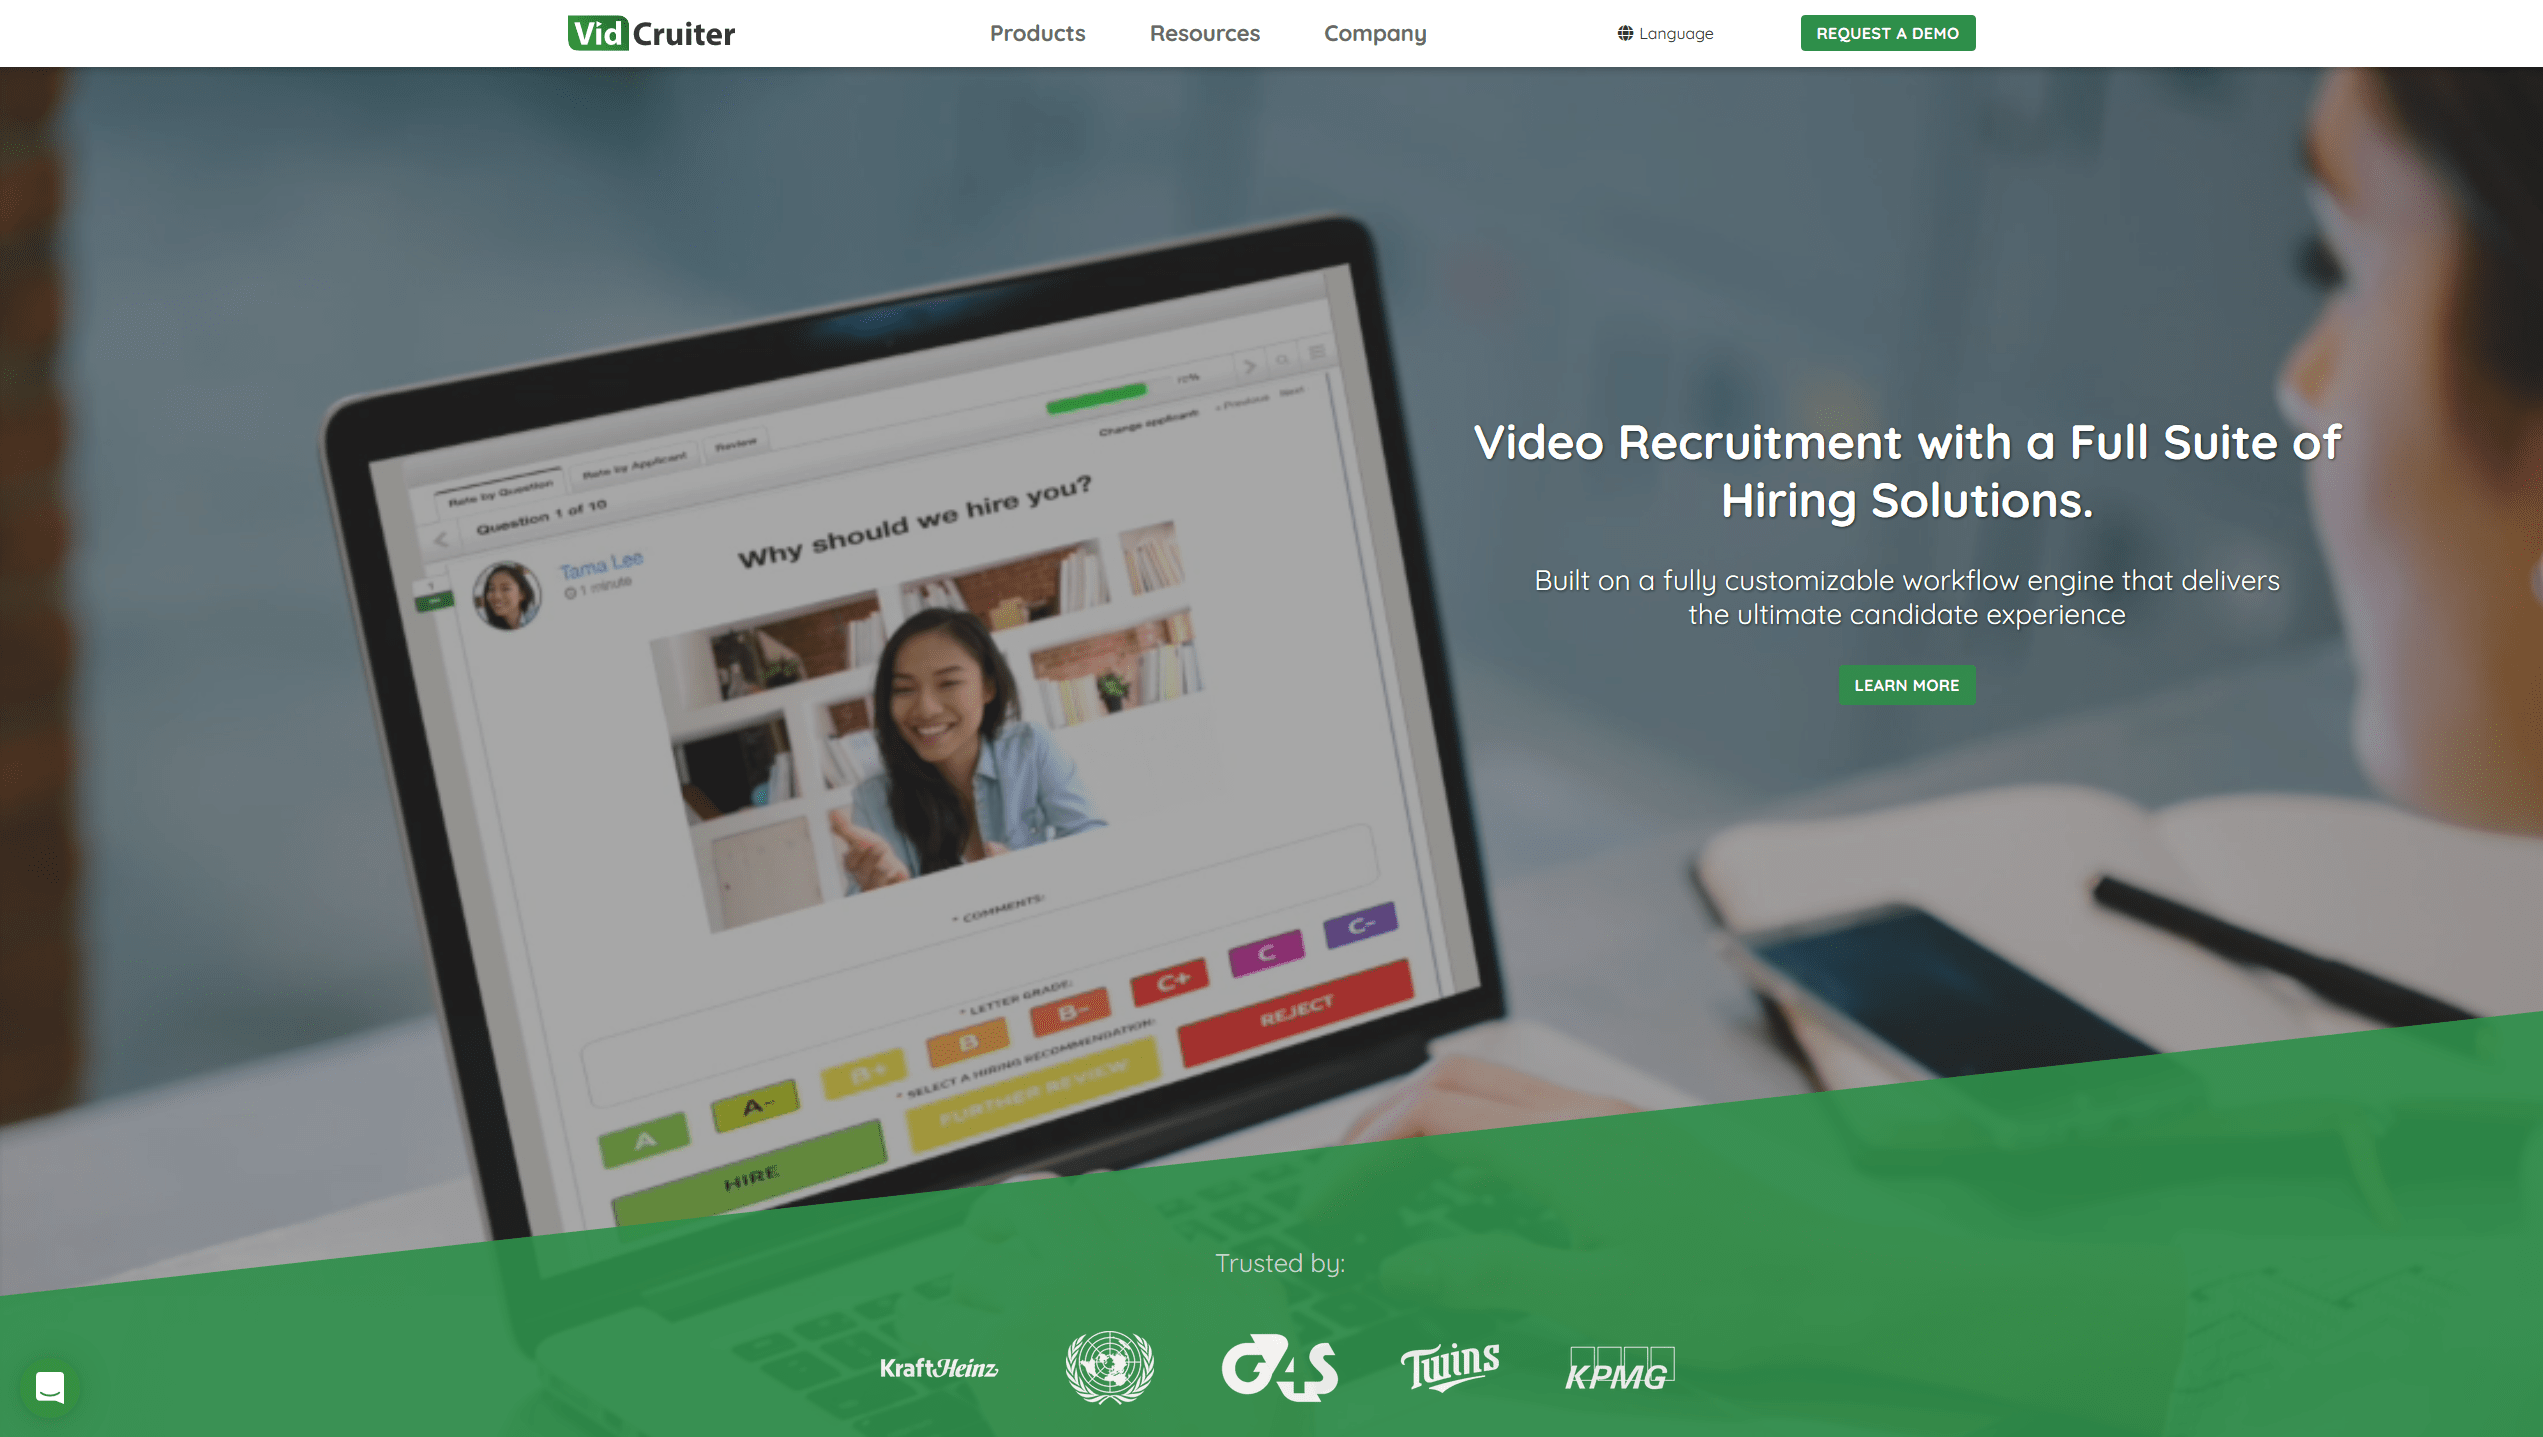 VidCruiter
Products
Resources
Company
Language
REQUEST A DEMO
Video Recruitment with a Full Suite of
Hiring Solutions.
Built on a fully customizable workflow engine that delivers
the ultimate candidate experience
LEARN MORE
Rate by Question
Rate by Applicant
Review
Question 1 of 10
Change applicant:
« Previous
Next
Tama Lee
1 minute
Why should we hire you?
* COMMENTS:
* LETTER GRADE:
A
A-
B+
B
B-
C+
C
C-
* SELECT A HIRING RECOMMENDATION:
HIRE
FURTHER REVIEW
REJECT
Trusted by:
KraftHeinz
G4S
Twins
KPMG